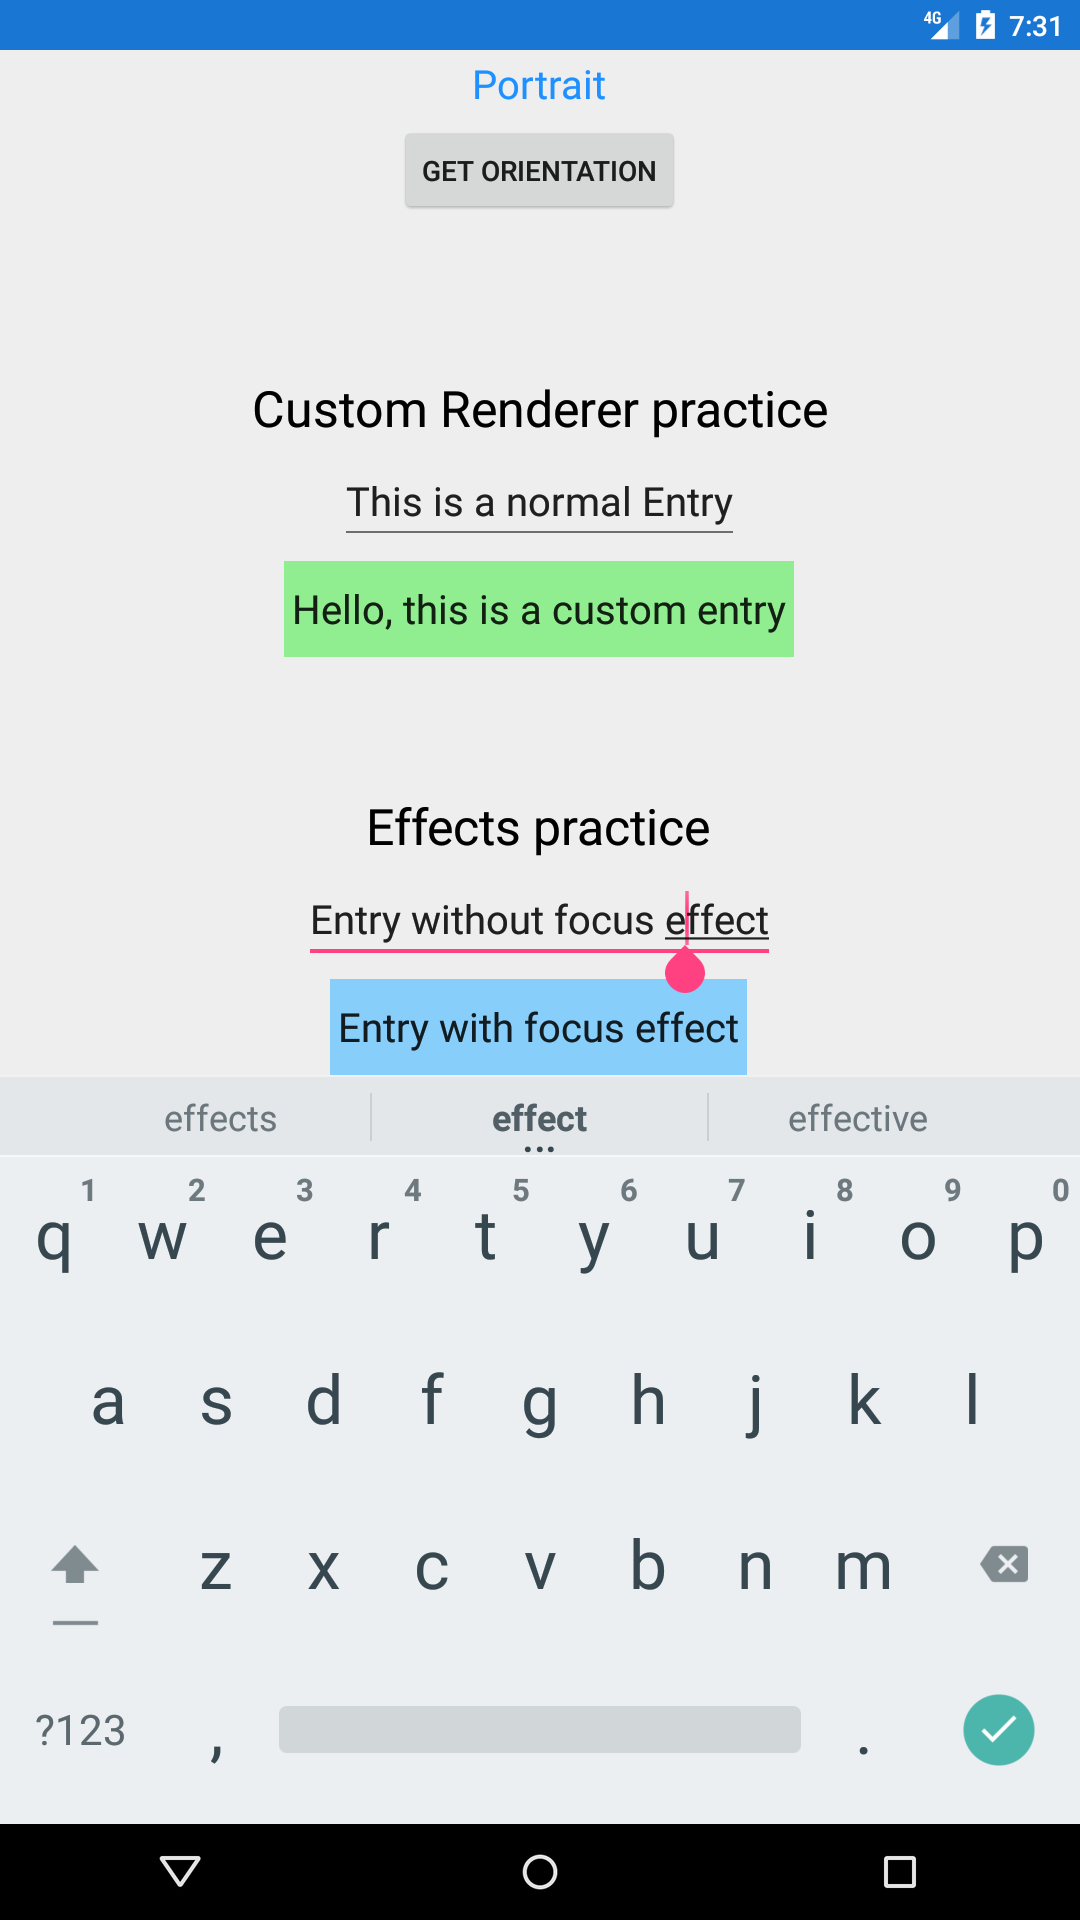 4G 7:31
Portrait
GET ORIENTATION
Custom Renderer practice
This is a normal Entry
Hello, this is a custom entry
Effects practice
Entry without focus effect
Entry with focus effect
effects effect effective
1 2 3 4 5 6 7 8 9 0
q w e r t y u i o p
a s d f g h j k l
z x c v b n m
?123 , .